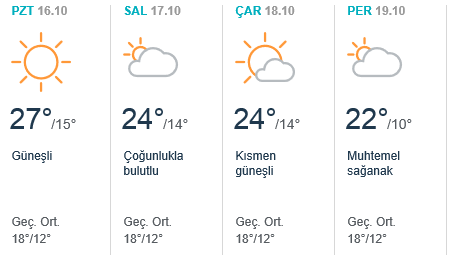 PZT 16.10
27°/15°
Güneşli
Geç. Ort.
18°/12°
SAL 17.10
24°/14°
Çoğunlukla
bulutlu
Geç. Ort.
18°/12°
ÇAR 18.10
24°/14°
Kısmen
güneşli
Geç. Ort.
18°/12°
PER 19.10
22°/10°
Muhtemel
sağanak
Geç. Ort.
18°/12°